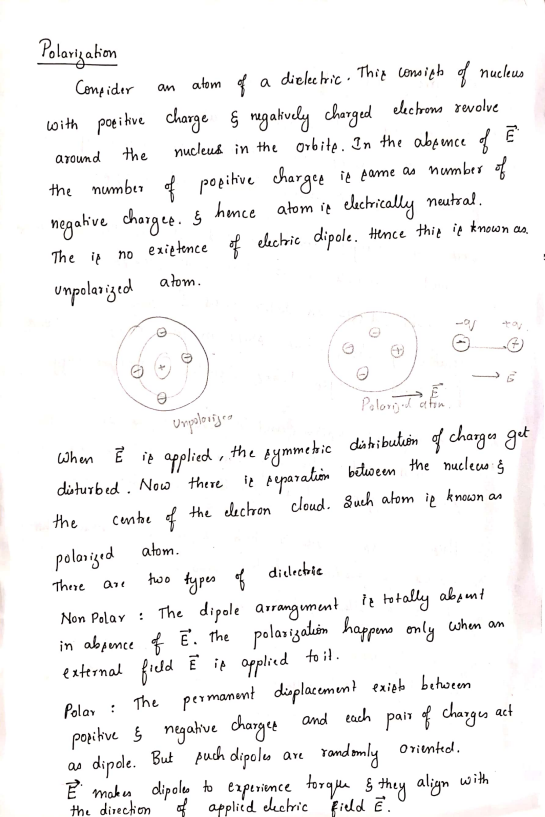 Polarization
Consider an atom of a dielectric. This consists of nucleus
with positive charge & negatively charged electrons revolve
around the nucleus in the orbits. In the absence of E⃗
the number of positive charges is same as number of
negative charges. & hence atom is electrically neutral.
The is no existence of electric dipole. Hence this is known as
unpolarized atom.
Unpolarized
Polarized atom.
E⃗
-q +q
E⃗
When E⃗ is applied, the symmetric distribution of charges get
disturbed. Now there is separation between the nucleus &
the centre of the electron cloud. Such atom is known as
polarized atom.
There are two types of dielectric
Non Polar : The dipole arrangement is totally absent
in absence of E⃗. The polarization happens only when an
external field E⃗ is applied to it.
Polar : The permanent displacement exists between
positive & negative charges and each pair of charges act
as dipole. But such dipoles are randomly oriented.
E⃗ makes dipoles to experience torque & they align with
the direction of applied electric field E⃗.